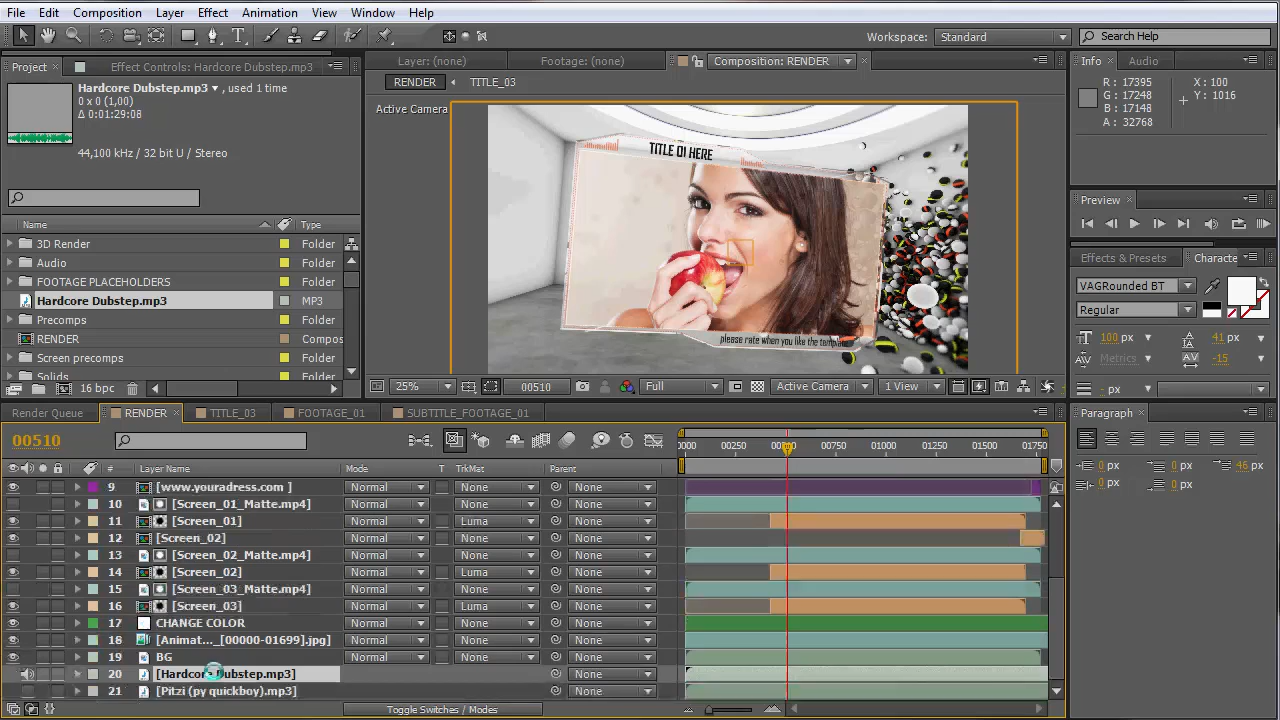 File Edit Composition Layer Effect Animation View Window Help
Workspace: Standard Search Help
Project Effect Controls: Hardcore Dubstep.mp3
Hardcore Dubstep.mp3, used 1 time
0 x 0 (1,00)
Δ 0:01:29:08
44,100 kHz / 32 bit U / Stereo
Name Type
3D Render Folder
Audio Folder
FOOTAGE PLACEHOLDERS Folder
Hardcore Dubstep.mp3 MP3
Precomps Folder
RENDER Compos
Screen precomps Folder
Solids Folder
16 bpc
Layer: (none) Footage: (none) Composition: RENDER
RENDER TITLE_03
Active Camera
TITLE 01 HERE
please rate when you like the template
25% 00510 Full Active Camera 1 View
Info Audio
R : 17395 X : 100
G : 17248 Y : 1016
B : 17148
A : 32768
Preview
Effects & Presets Characte
VAGRounded BT
Regular
100 px 41 px
Metrics -15
- px
Paragraph
0 px 0 px 46 px
0 px 0 px
Render Queue RENDER TITLE_03 FOOTAGE_01 SUBTITLE_FOOTAGE_01
00510
0000 00250 00500 00750 01000 01250 01500 01750
# Layer Name Mode T TrkMat Parent
9 [www.youradress.com ] Normal None None
10 [Screen_01_Matte.mp4] Normal None None
11 [Screen_01] Normal Luma None
12 [Screen_02] Normal None None
13 [Screen_02_Matte.mp4] Normal None None
14 [Screen_02] Normal Luma None
15 [Screen_03_Matte.mp4] Normal None None
16 [Screen_03] Normal Luma None
17 CHANGE COLOR Normal None None
18 [Animat..._[00000-01699].jpg] Normal None None
19 BG Normal None None
20 [Hardcore Dubstep.mp3] None
21 [Pitzi (py quickboy).mp3] None
Toggle Switches / Modes